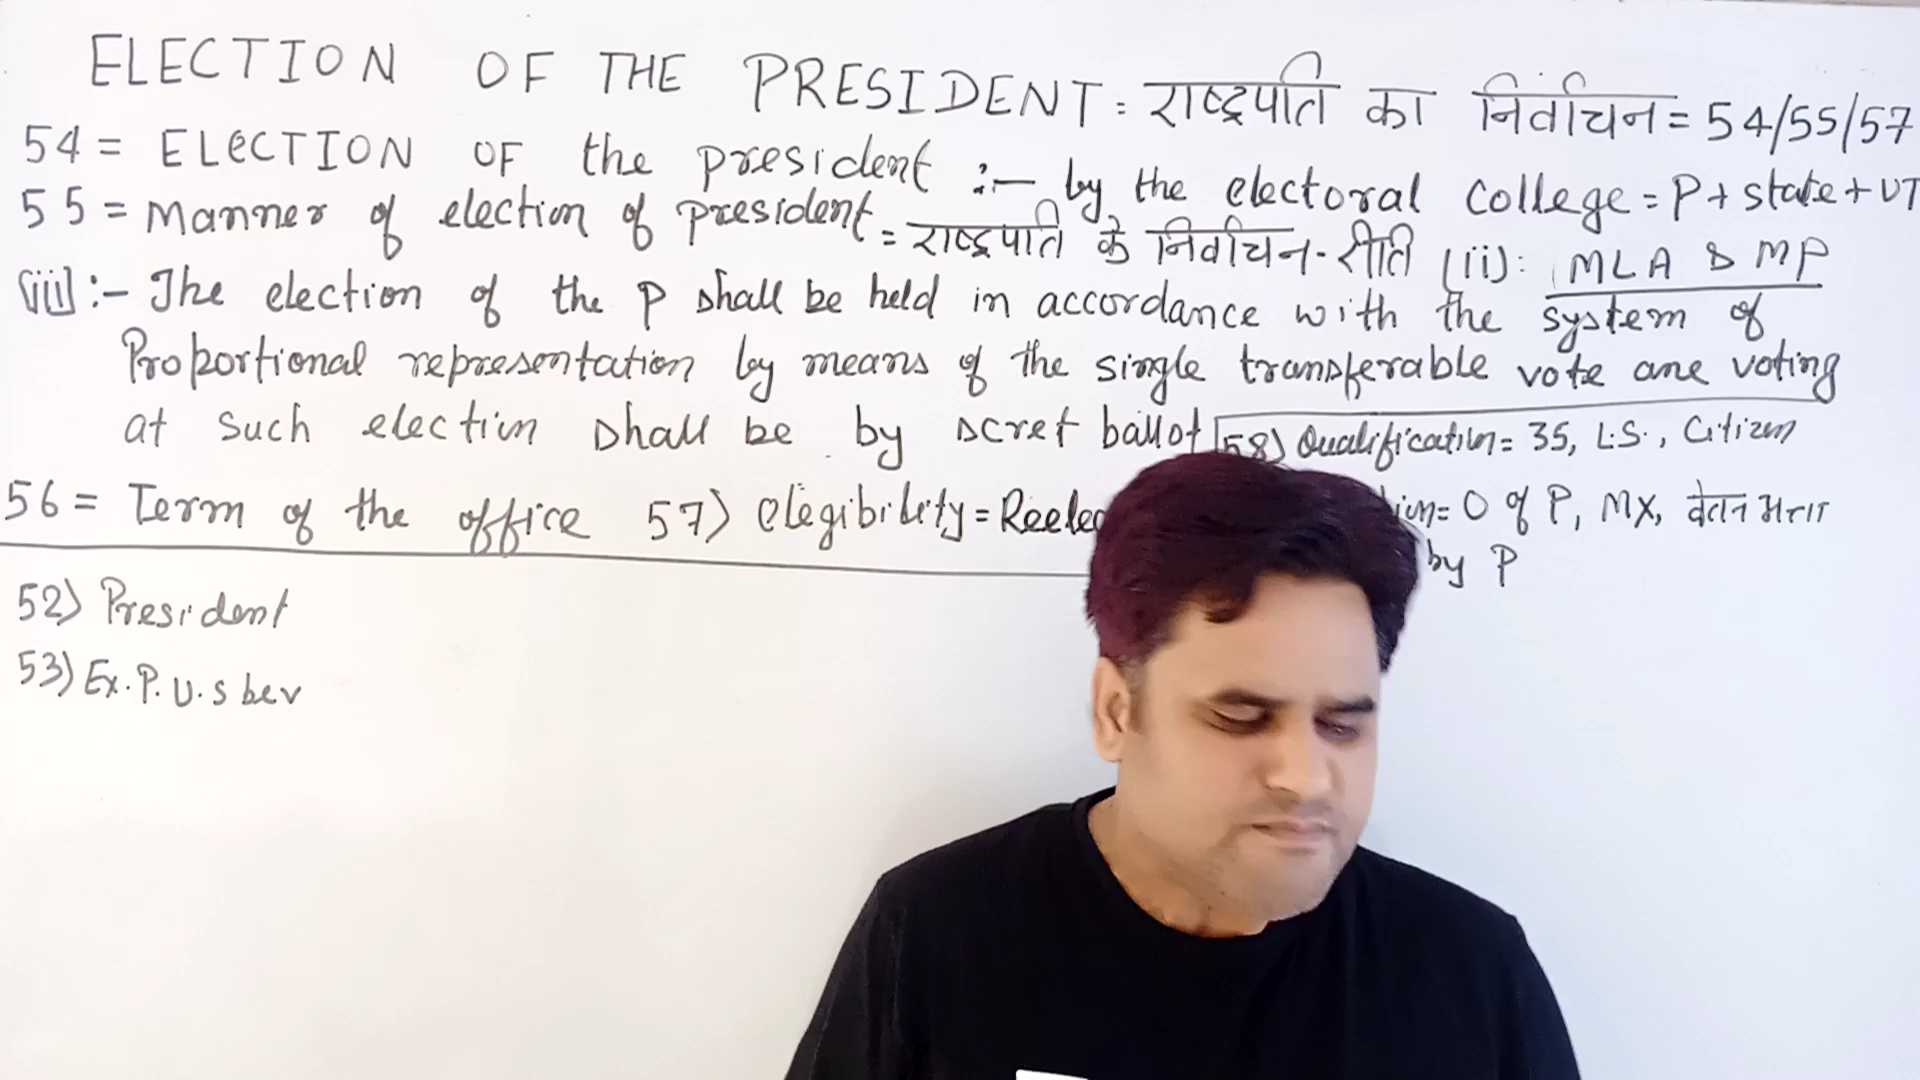 ELECTION OF THE PRESIDENT : राष्ट्रपति का निर्वाचन = 54/55/57
54 = ELECTION OF the president :- by the electoral college = P + state + UT
55 = Manner of election of president = राष्ट्रपति के निर्वाचन - रीति (ii) : MLA & MP
(iii) :- The election of the P shall be held in accordance with the system of
Proportional representation by means of the single transferable vote ane voting
at such election shall be by scret ballot 58) Qualification = 35, L.S., Citizen
56 = Term of the office 57) elegibility = Reelec = O of P, MX, वेतन भत्ता
by P
52) President
53) Ex. P. U. s bev